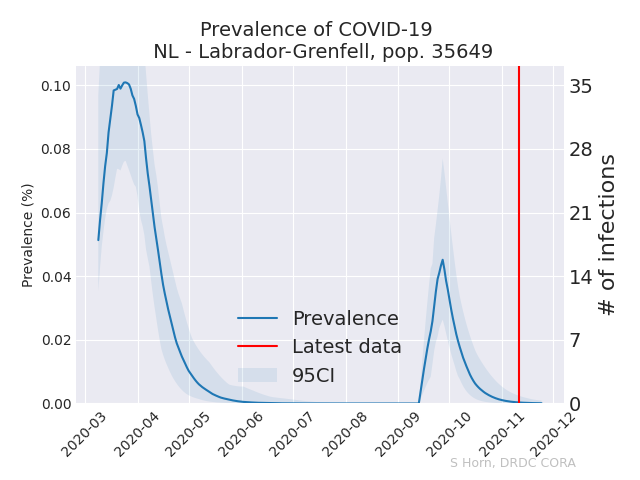 Prevalence of COVID-19
NL - Labrador-Grenfell, pop. 35649
Prevalence (%)
0.10
0.08
0.06
0.04
0.02
0.00
35
28
21
14
7
0
# of infections
Prevalence
Latest data
95CI
2020-03
2020-04
2020-05
2020-06
2020-07
2020-08
2020-09
2020-10
2020-11
2020-12
S Horn, DRDC CORA